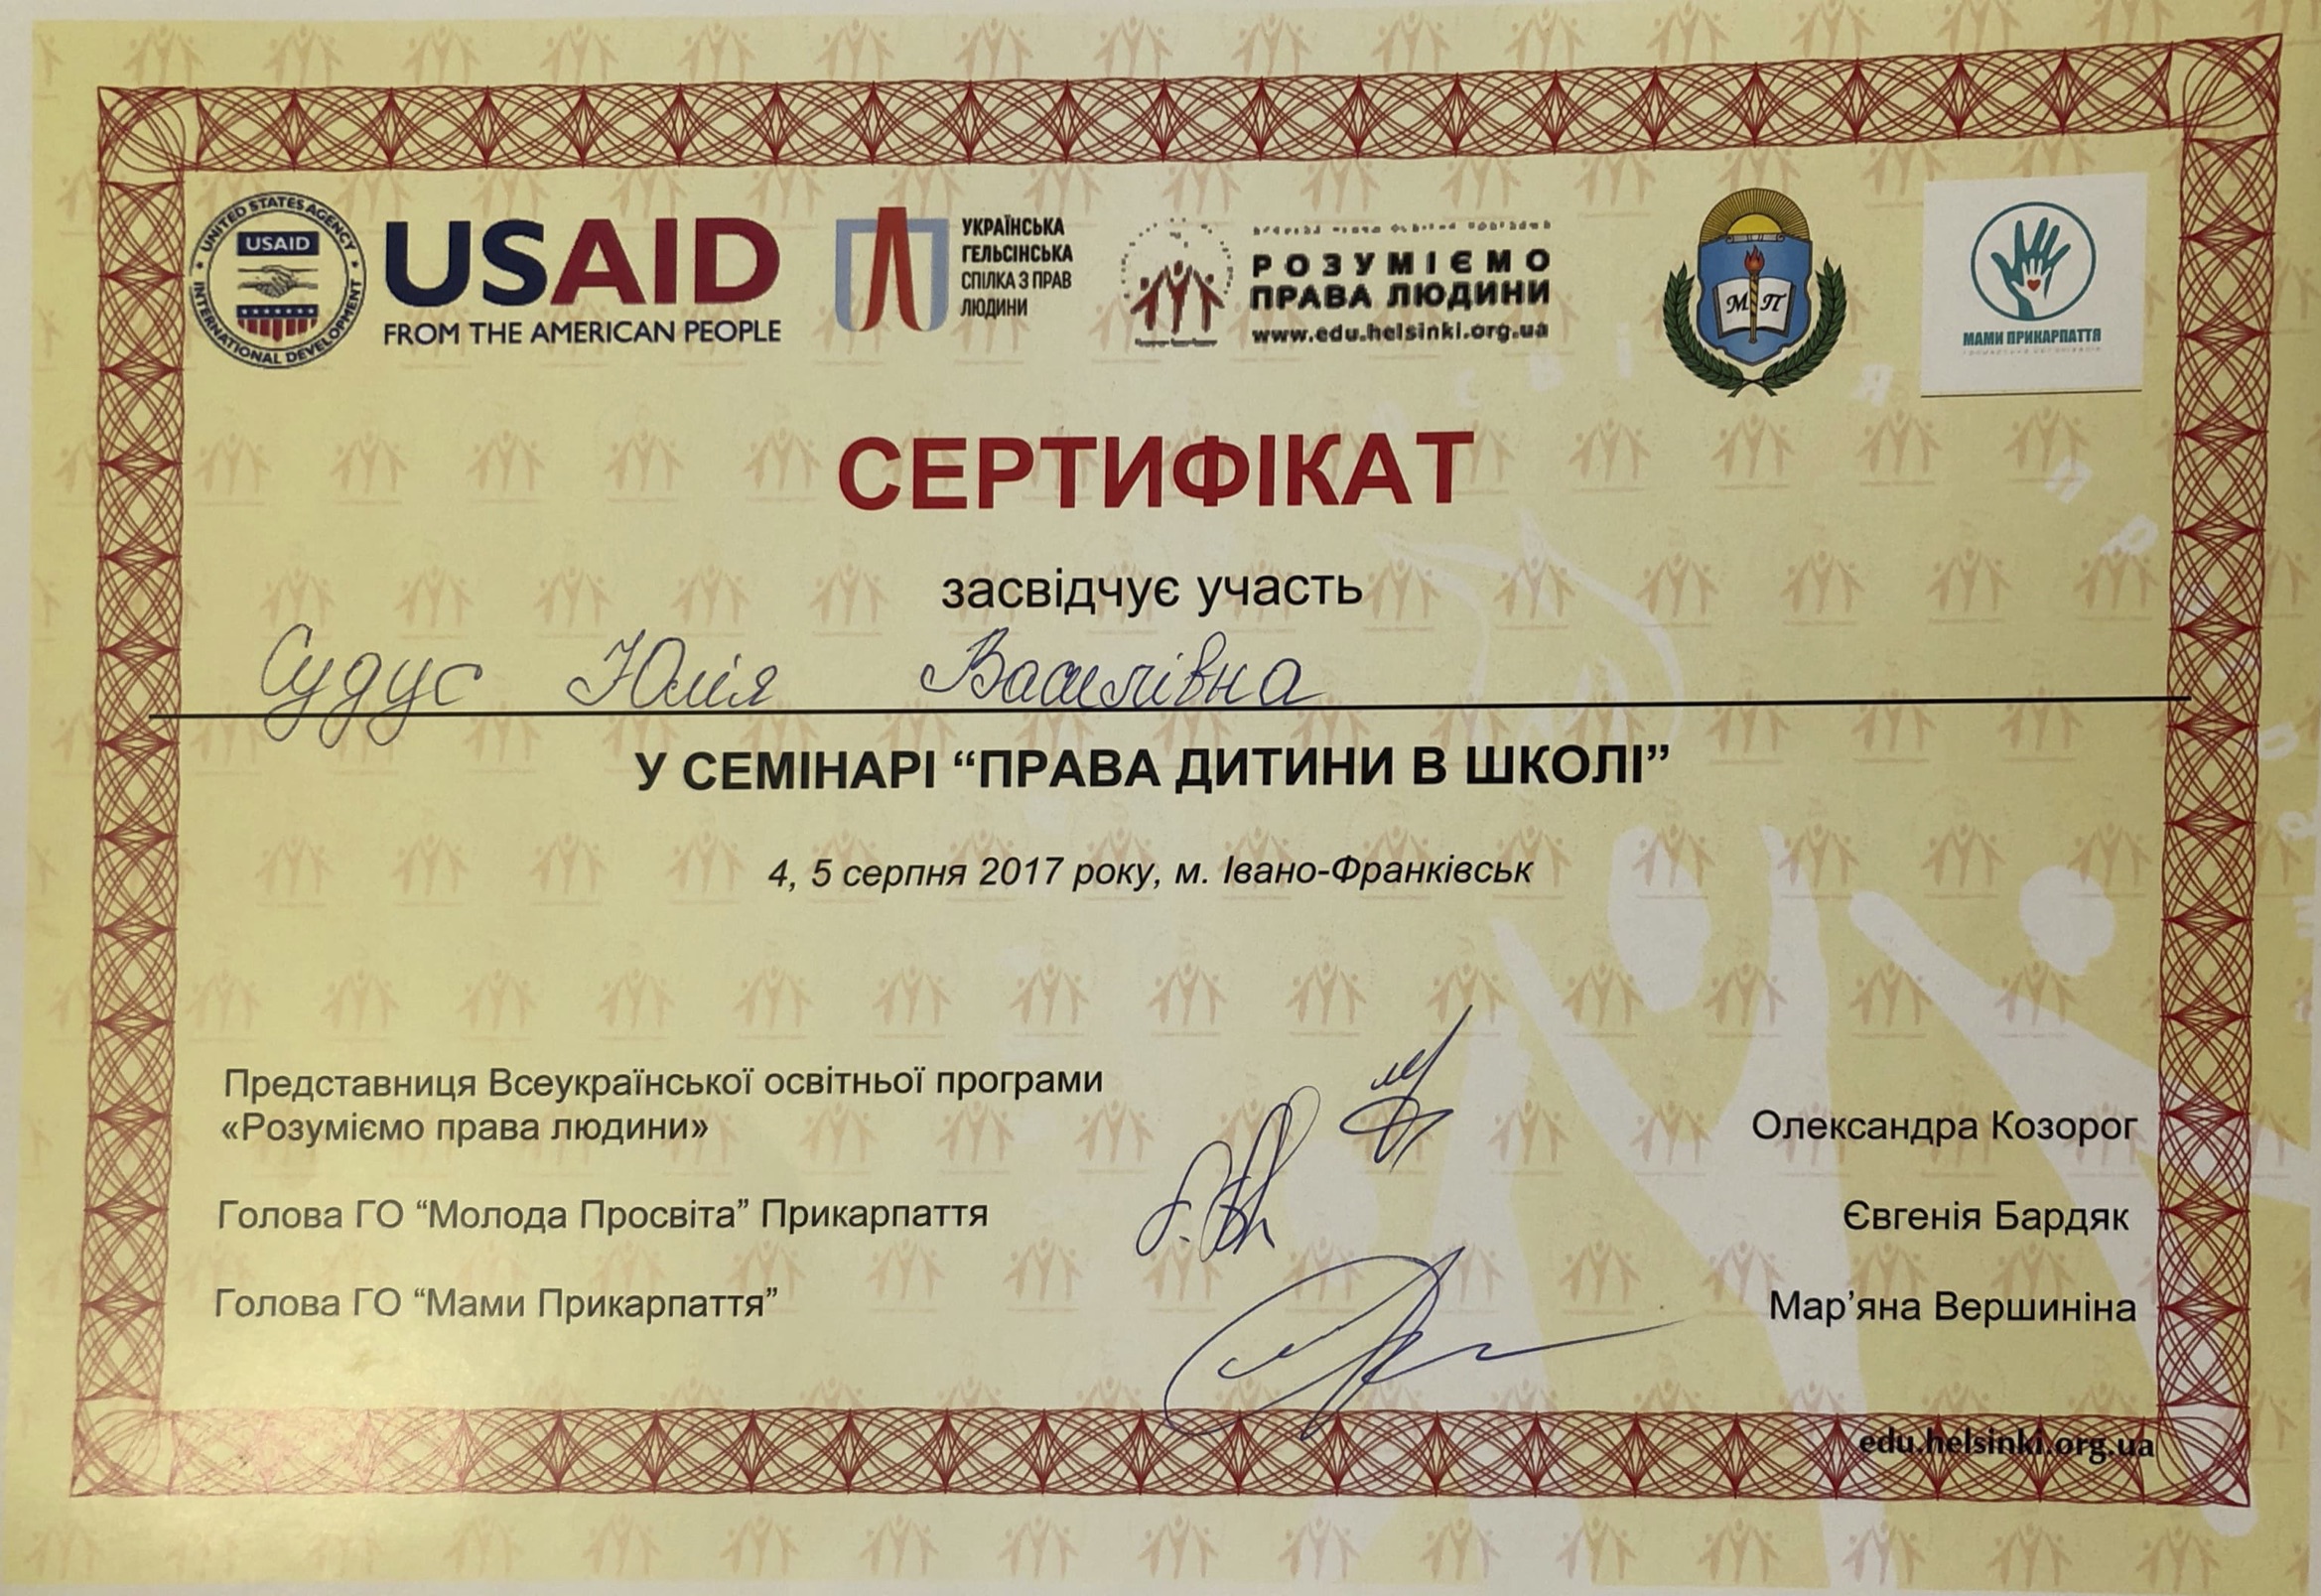 UNITED STATES AGENCY
USAID
INTERNATIONAL DEVELOPMENT
USAID
FROM THE AMERICAN PEOPLE
УКРАЇНСЬКА
ГЕЛЬСІНСЬКА
СПІЛКА З ПРАВ
ЛЮДИНИ
РОЗУМІЄМО
ПРАВА ЛЮДИНИ
www.edu.helsinki.org.ua
М П
МАМИ ПРИКАРПАТТЯ
СЕРТИФІКАТ
засвідчує участь
Судус Юлія Василівна
У СЕМІНАРІ “ПРАВА ДИТИНИ В ШКОЛІ”
4, 5 серпня 2017 року, м. Івано-Франківськ
Представниця Всеукраїнської освітньої програми
«Розуміємо права людини»
Олександра Козорог
Голова ГО “Молода Просвіта” Прикарпаття
Євгенія Бардяк
Голова ГО “Мами Прикарпаття”
Мар’яна Вершиніна
edu.helsinki.org.ua